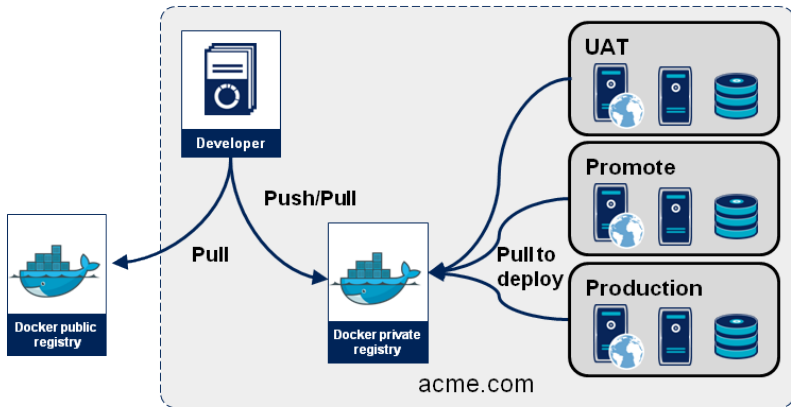 UAT
Developer
Promote
Push/Pull
Pull
Pull to
deploy
Production
Docker public
registry
Docker private
registry
acme.com